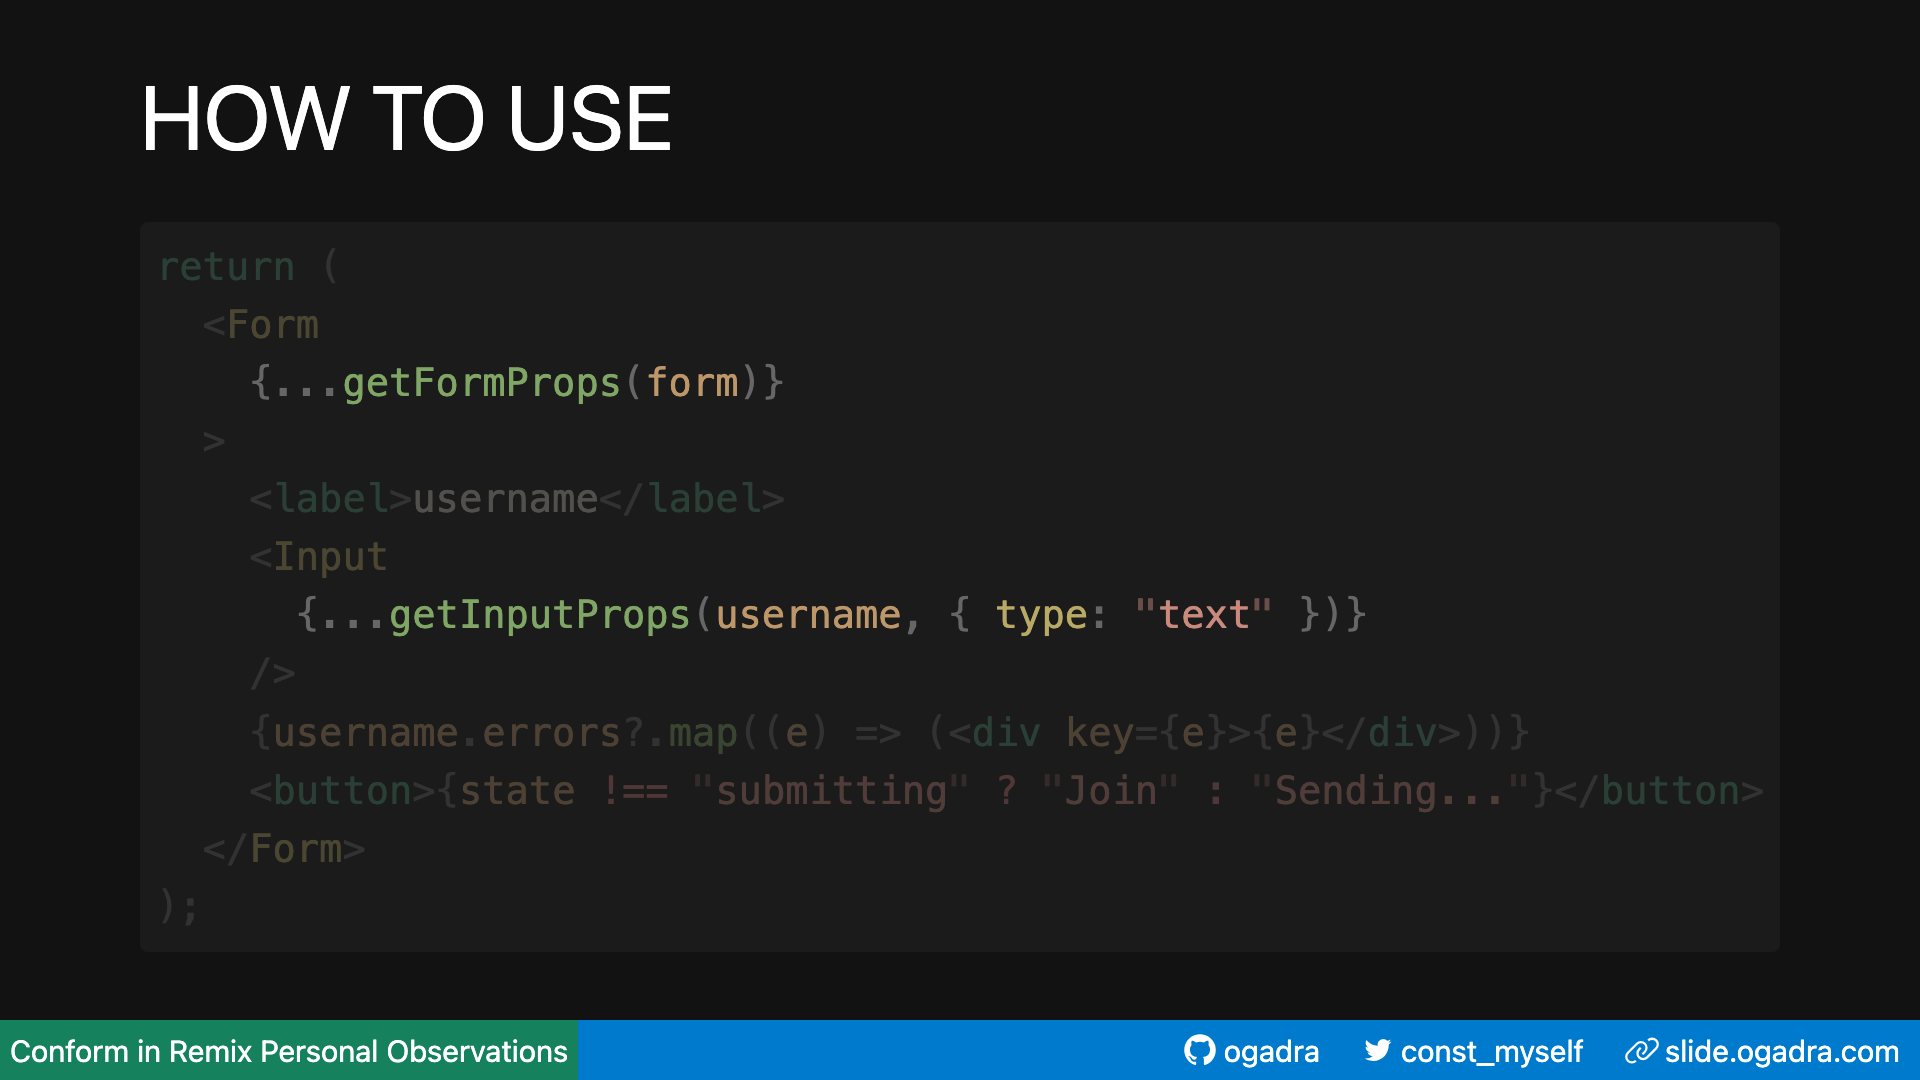 HOW TO USE
return (
  <Form
    {...getFormProps(form)}
  >
    <label>username</label>
    <Input
      {...getInputProps(username, { type: "text" })}
    />
    {username.errors?.map((e) => (<div key={e}>{e}</div>))}
    <button>{state !== "submitting" ? "Join" : "Sending..."}</button>
  </Form>
);
Conform in Remix Personal Observations
ogadra
const_myself
slide.ogadra.com